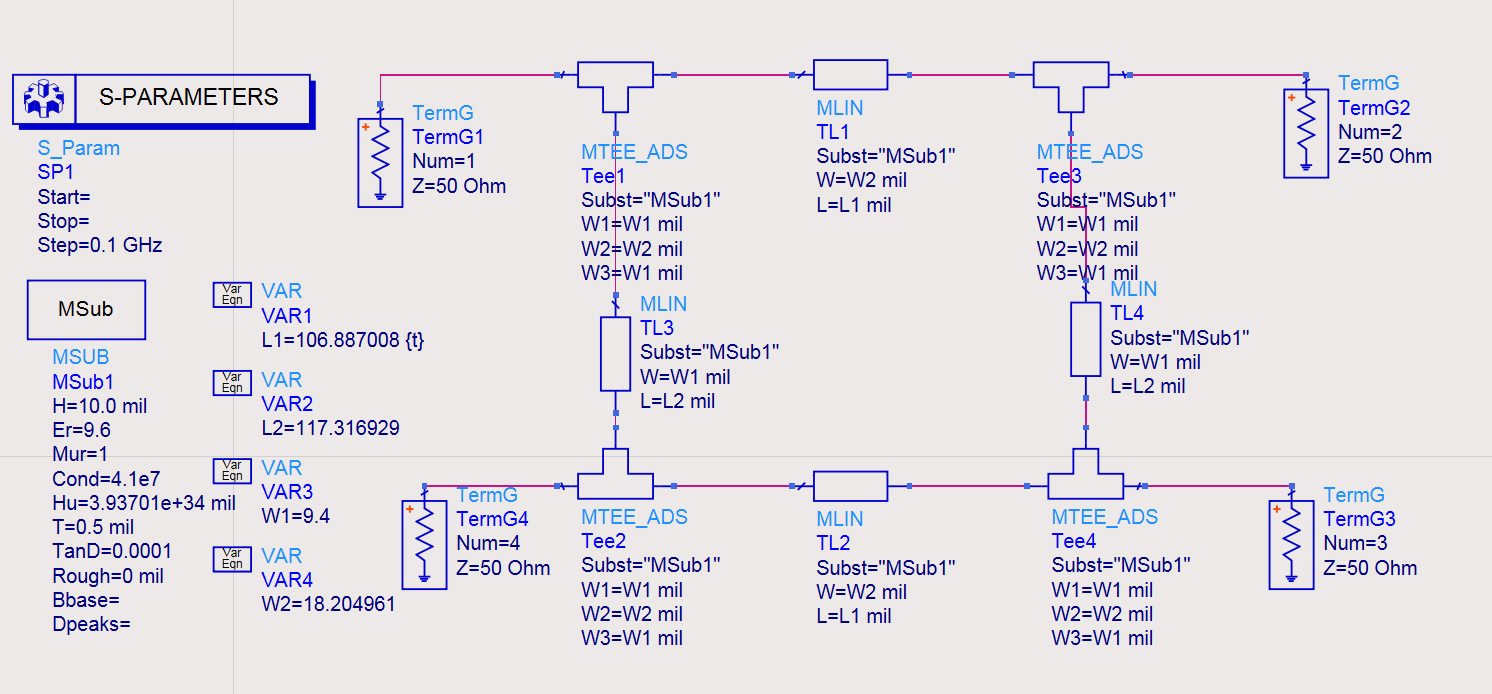 S-PARAMETERS
S_Param
SP1
Start=
Stop=
Step=0.1 GHz
MSub
MSUB
MSub1
H=10.0 mil
Er=9.6
Mur=1
Cond=4.1e7
Hu=3.93701e+34 mil
T=0.5 mil
TanD=0.0001
Rough=0 mil
Bbase=
Dpeaks=
Var
Eqn
VAR
VAR1
L1=106.887008 {t}
Var
Eqn
VAR
VAR2
L2=117.316929
Var
Eqn
VAR
VAR3
W1=9.4
Var
Eqn
VAR
VAR4
W2=18.204961
+
TermG
TermG1
Num=1
Z=50 Ohm
MTEE_ADS
Tee1
Subst="MSub1"
W1=W1 mil
W2=W2 mil
W3=W1 mil
MLIN
TL1
Subst="MSub1"
W=W2 mil
L=L1 mil
MTEE_ADS
Tee3
Subst="MSub1"
W1=W1 mil
W2=W2 mil
W3=W1 mil
+
TermG
TermG2
Num=2
Z=50 Ohm
MLIN
TL3
Subst="MSub1"
W=W1 mil
L=L2 mil
MLIN
TL4
Subst="MSub1"
W=W1 mil
L=L2 mil
+
TermG
TermG4
Num=4
Z=50 Ohm
MTEE_ADS
Tee2
Subst="MSub1"
W1=W1 mil
W2=W2 mil
W3=W1 mil
MLIN
TL2
Subst="MSub1"
W=W2 mil
L=L1 mil
MTEE_ADS
Tee4
Subst="MSub1"
W1=W1 mil
W2=W2 mil
W3=W1 mil
+
TermG
TermG3
Num=3
Z=50 Ohm